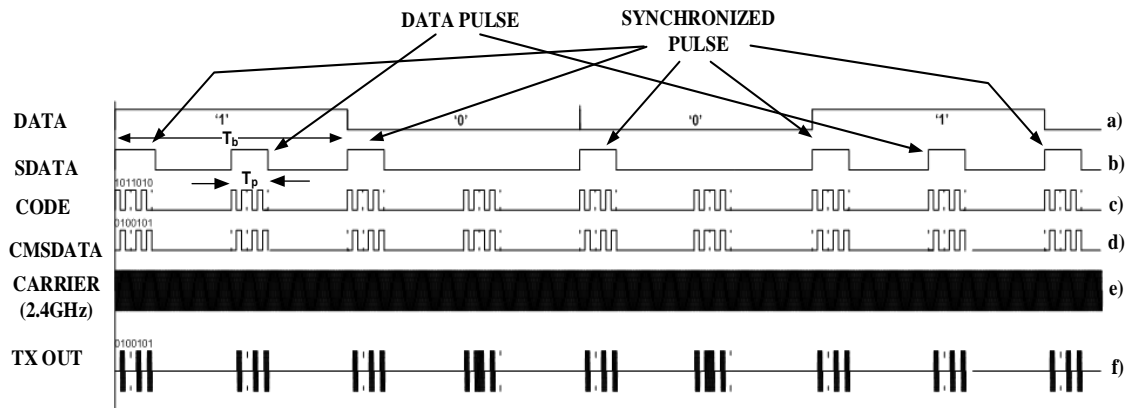 DATA PULSE
SYNCHRONIZED
PULSE
DATA
'1'
'0'
'0'
'1'
a)
Tb
SDATA
b)
Tp
1011010
CODE
c)
0100101
CMSDATA
d)
CARRIER
(2.4GHz)
e)
0100101
TX OUT
f)